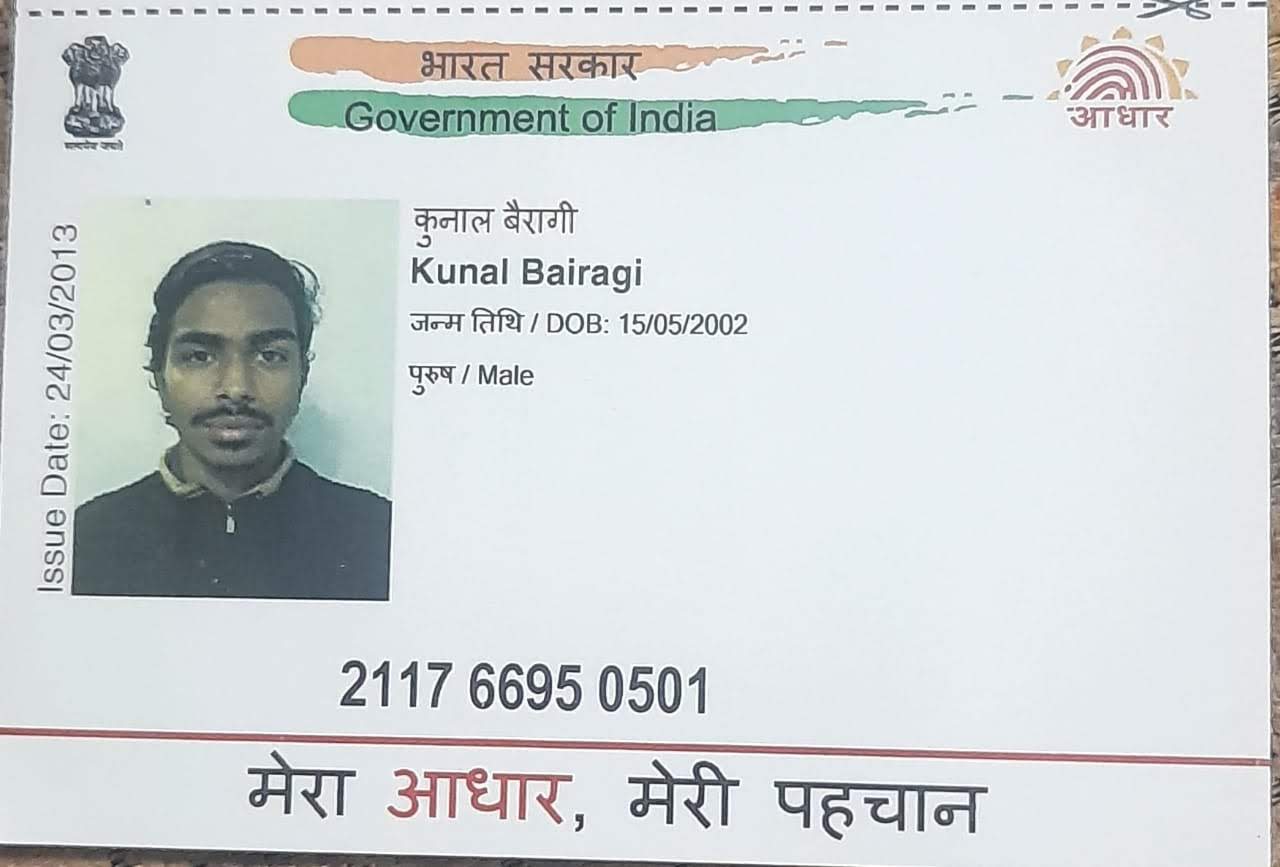 भारत सरकार
Government of India
आधार
सत्यमेव जयते
Issue Date: 24/03/2013
कुनाल बैरागी
Kunal Bairagi
जन्म तिथि / DOB: 15/05/2002
पुरुष / Male
2117 6695 0501
मेरा आधार, मेरी पहचान